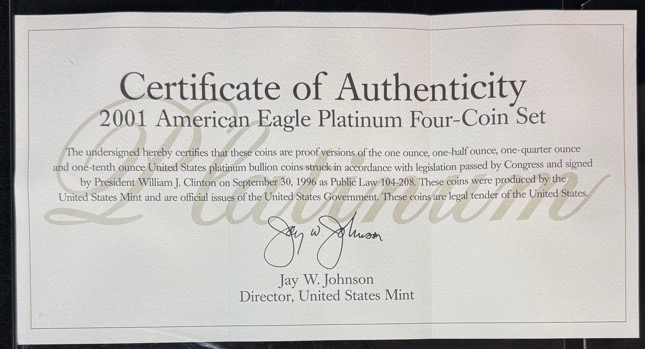 Certificate of Authenticity
2001 American Eagle Platinum Four-Coin Set
Platinum
The undersigned hereby certifies that these coins are proof versions of the one ounce, one-half ounce, one-quarter ounce
and one-tenth ounce United States platinum bullion coins struck in accordance with legislation passed by Congress and signed
by President William J. Clinton on September 30, 1996 as Public Law 104-208. These coins were produced by the
United States Mint and are official issues of the United States Government. These coins are legal tender of the United States.
Jay W Johnson
Jay W. Johnson
Director, United States Mint